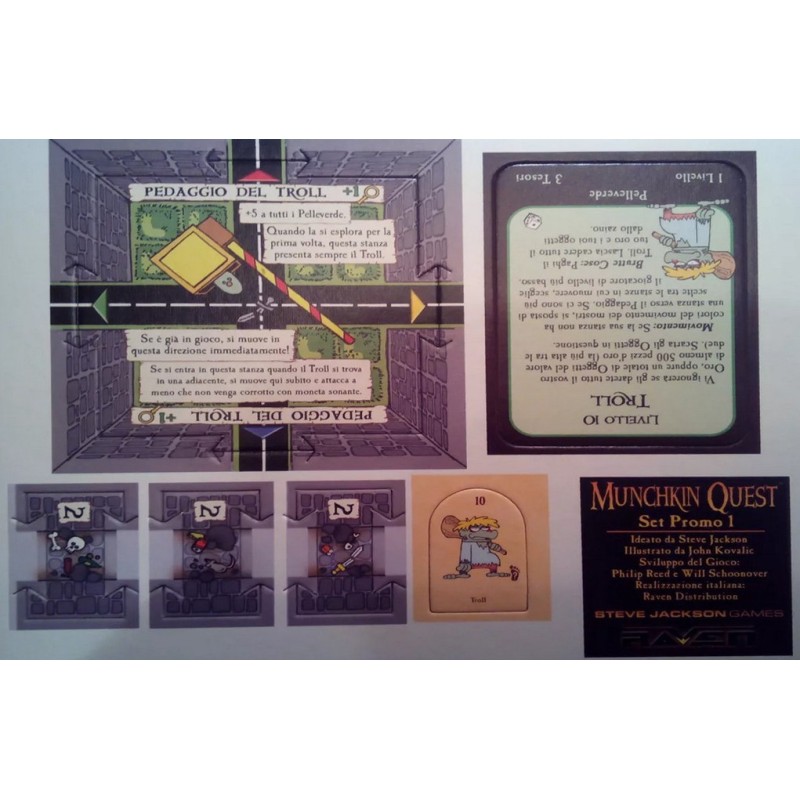 PEDAGGIO DEL TROLL +1
+5 a tutti i Pelleverde.
Quando la si esplora per la
prima volta, questa stanza
presenta sempre il Troll.
Se è già in gioco, si muove in
questa direzione immediatamente!
Se si entra in questa stanza quando il Troll si trova
in una adiacente, si muove qui subito e attacca a
meno che non venga corrotto con moneta sonante.
PEDAGGIO DEL TROLL +1
LIVELLO 10
TROLL
Vi ignorerà se gli darete tutto il vostro
Oro, oppure un totale di Oggetti del valore
di almeno 500 pezzi d'oro (la più alta tra le
due). Scarta gli Oggetti in questione.
Movimento: Se la sua stanza non ha
colori del movimento dei mostri, si sposta di
una stanza verso il Pedaggio. Se ci sono più
scelte tra le stanze in cui muovere, sceglie
il giocatore di livello più basso.
Brutte Cose: Paghi il
Troll. Lascia cadere tutto il
tuo oro e i tuoi oggetti
dallo zaino.
Pelleverde
1 Livello
3 Tesori
2
2
2
10
Troll
MUNCHKIN QUEST
Set Promo 1
Ideato da Steve Jackson
Illustrato da John Kovalic
Sviluppo del Gioco:
Philip Reed e Will Schoonover
Realizzazione italiana:
Raven Distribution
STEVE JACKSON GAMES
RAVEN